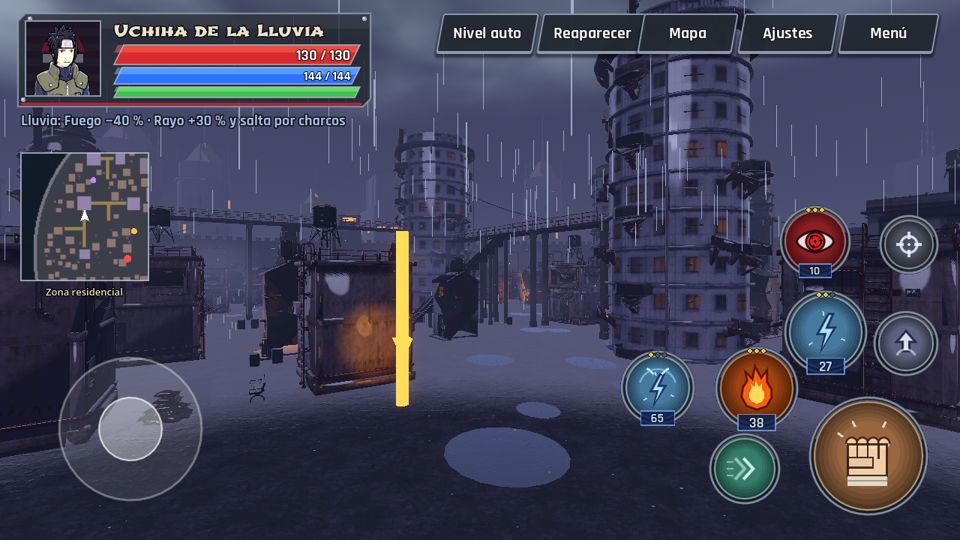 Uchiha de la Lluvia
130 / 130
144 / 144
Lluvia: Fuego −40 % · Rayo +30 % y salta por charcos
Nivel auto
Reaparecer
Mapa
Ajustes
Menú
Zona residencial
10
27
65
38